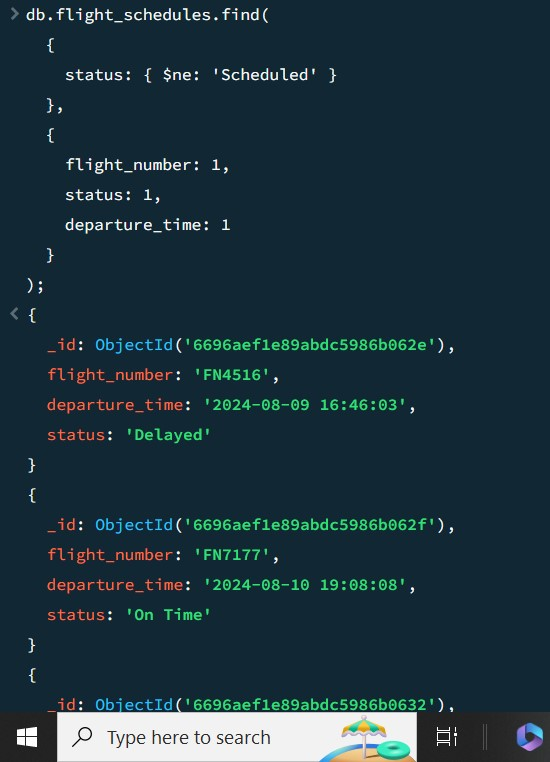 > db.flight_schedules.find(
{
status: { $ne: 'Scheduled' }
},
{
flight_number: 1,
status: 1,
departure_time: 1
}
);
< {
_id: ObjectId('6696aef1e89abdc5986b062e'),
flight_number: 'FN4516',
departure_time: '2024-08-09 16:46:03',
status: 'Delayed'
}
{
_id: ObjectId('6696aef1e89abdc5986b062f'),
flight_number: 'FN7177',
departure_time: '2024-08-10 19:08:08',
status: 'On Time'
}
{
_id: ObjectId('6696aef1e89abdc5986b0632'),
Type here to search